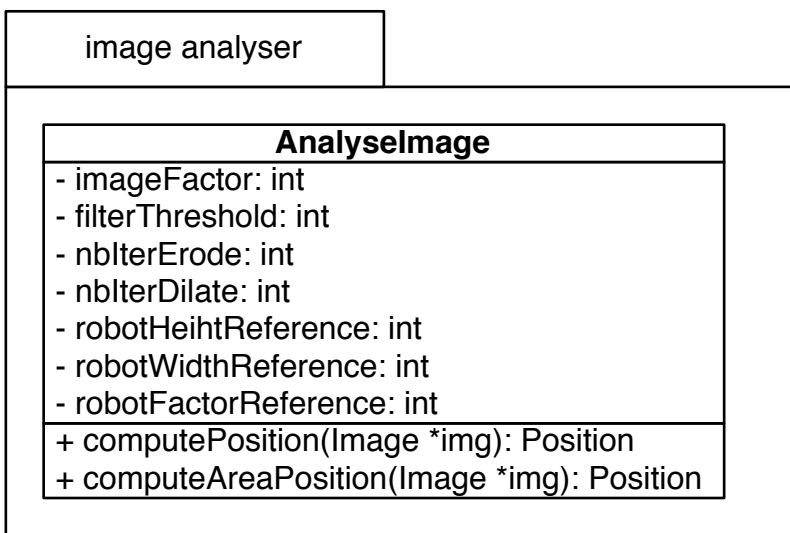 image analyser
AnalyseImage
- imageFactor: int
- filterThreshold: int
- nbIterErode: int
- nbIterDilate: int
- robotHeihtReference: int
- robotWidthReference: int
- robotFactorReference: int
+ computePosition(Image *img): Position
+ computeAreaPosition(Image *img): Position